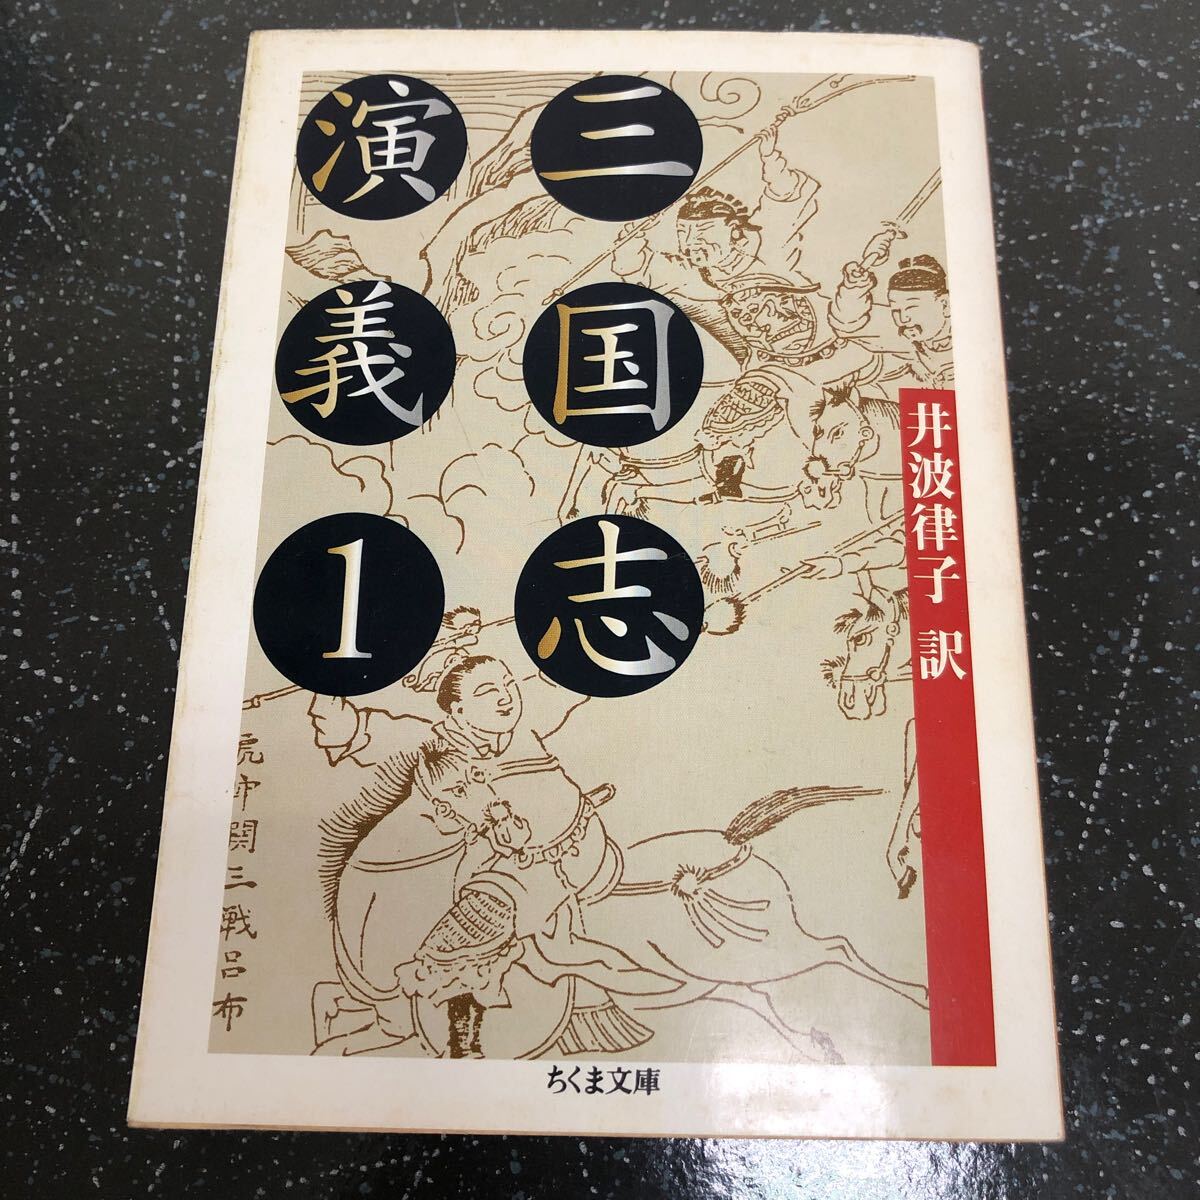 三国志
演義
1
井波律子 訳
虎牢関三戦呂布
ちくま文庫